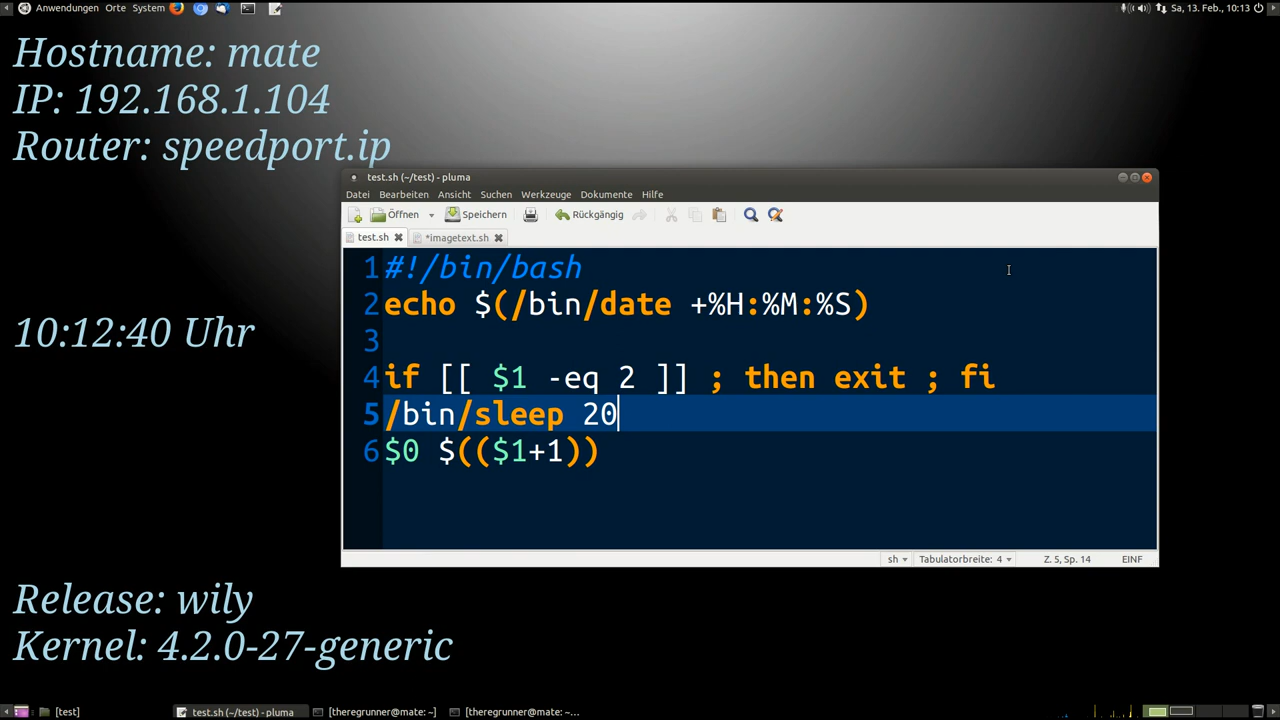 Anwendungen Orte System
Sa, 13. Feb., 10:13
Hostname: mate
IP: 192.168.1.104
Router: speedport.ip
10:12:40 Uhr
Release: wily
Kernel: 4.2.0-27-generic
test.sh (~/test) - pluma
Datei Bearbeiten Ansicht Suchen Werkzeuge Dokumente Hilfe
Öffnen Speichern Rückgängig
test.sh *imagetext.sh
1 #!/bin/bash
2 echo $(/bin/date +%H:%M:%S)
3
4 if [[ $1 -eq 2 ]] ; then exit ; fi
5 /bin/sleep 20
6 $0 $(($1+1))
sh Tabulatorbreite: 4 Z. 5, Sp. 14 EINF
[test] test.sh (~/test) - pluma [theregrunner@mate: ~] [theregrunner@mate: ~...